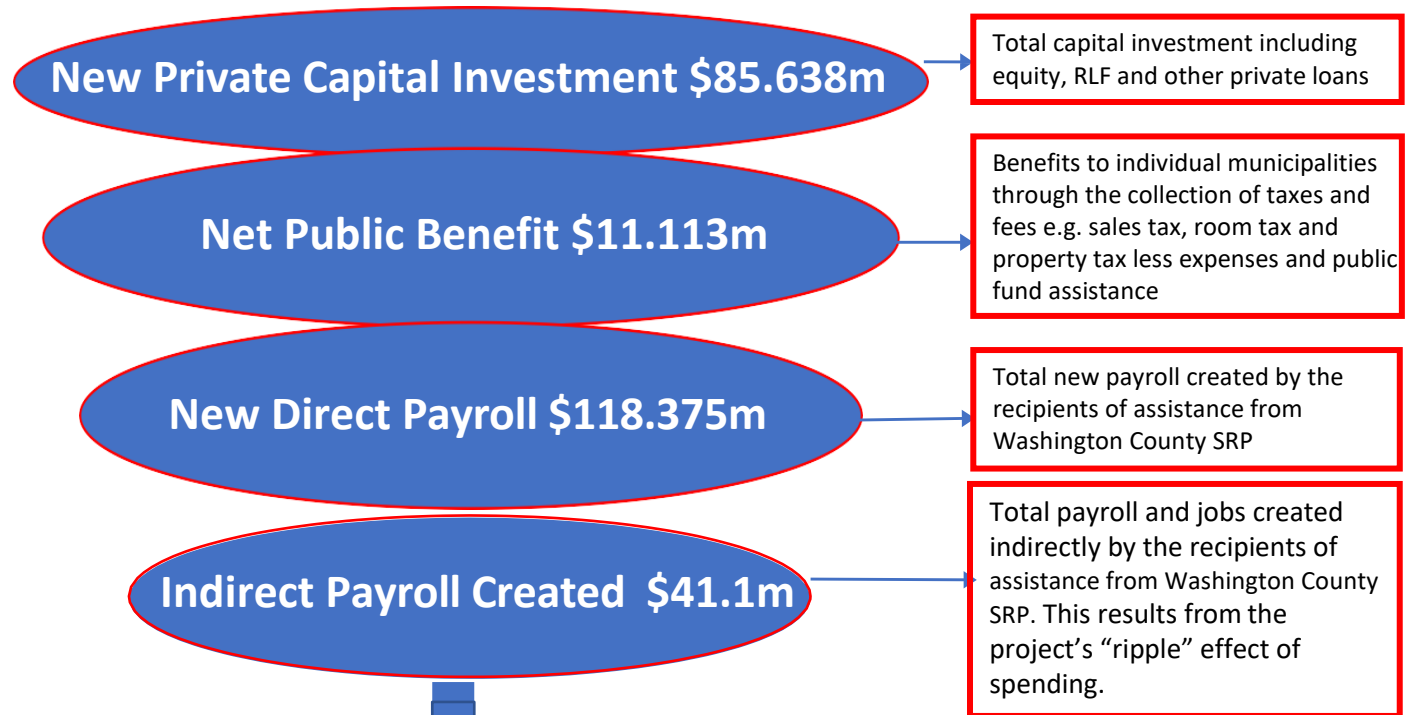 New Private Capital Investment $85.638m
Total capital investment including
equity, RLF and other private loans
Net Public Benefit $11.113m
Benefits to individual municipalities
through the collection of taxes and
fees e.g. sales tax, room tax and
property tax less expenses and public
fund assistance
New Direct Payroll $118.375m
Total new payroll created by the
recipients of assistance from
Washington County SRP
Indirect Payroll Created $41.1m
Total payroll and jobs created
indirectly by the recipients of
assistance from Washington County
SRP. This results from the
project’s “ripple” effect of
spending.